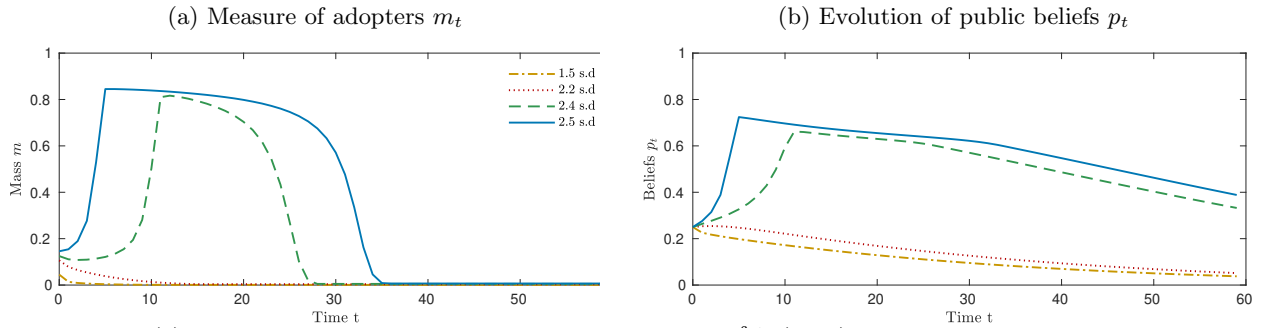 (a) Measure of adopters m_t
(b) Evolution of public beliefs p_t
1
0.8
0.6
0.4
0.2
0
Mass m
0
10
20
30
40
50
Time t
1.5 s.d
2.2 s.d
2.4 s.d
2.5 s.d
1
0.8
0.6
0.4
0.2
0
Beliefs p_t
0
10
20
30
40
50
60
Time t